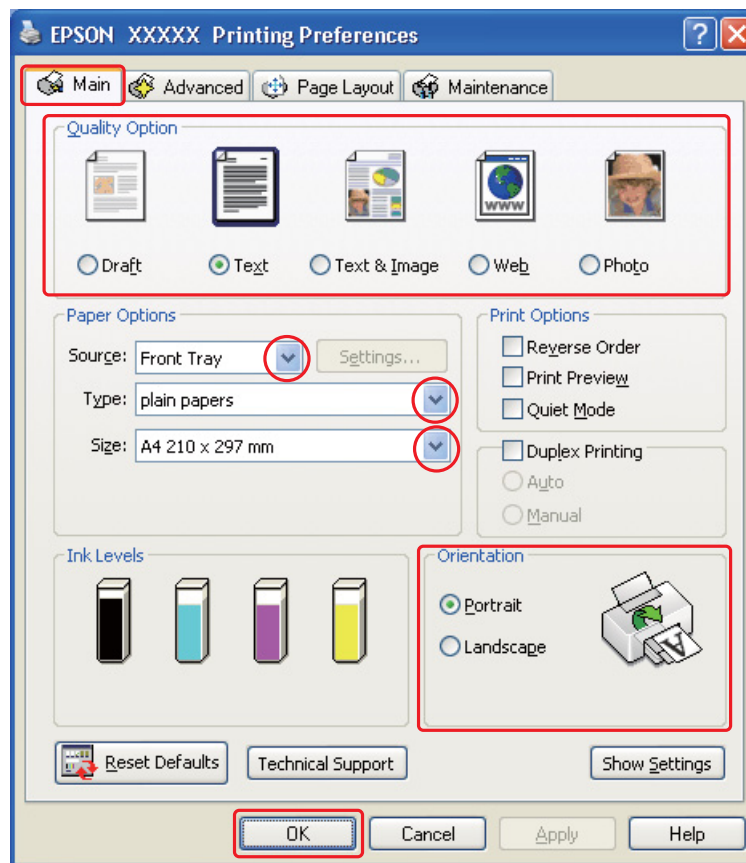 EPSON XXXXX Printing Preferences
Main
Advanced
Page Layout
Maintenance
Quality Option
WWW
Draft
Text
Text & Image
Web
Photo
Paper Options
Source: Front Tray
Settings...
Type: plain papers
Size: A4 210 x 297 mm
Print Options
Reverse Order
Print Preview
Quiet Mode
Duplex Printing
Auto
Manual
Ink Levels
Orientation
Portrait
Landscape
A
Reset Defaults
Technical Support
Show Settings
OK
Cancel
Apply
Help